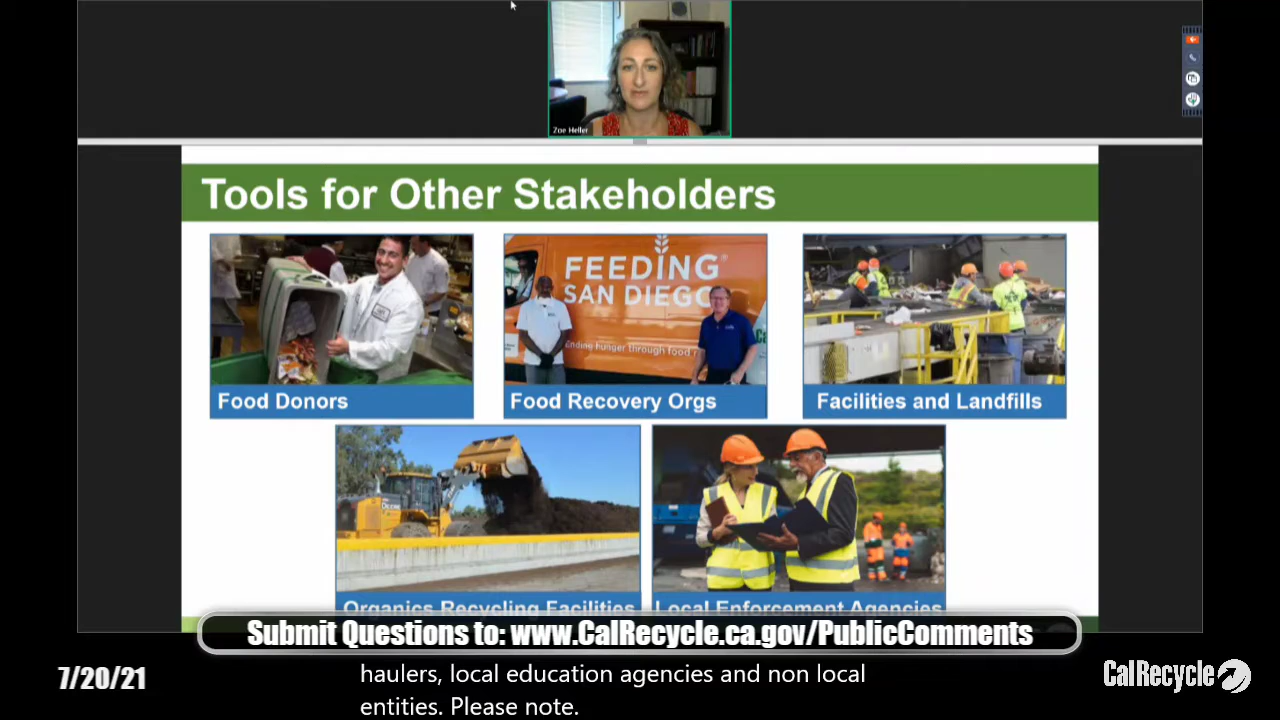 Zoe Heller
Tools for Other Stakeholders
FEEDING
SAN DIEGO
ending hunger through food
Food Donors
Food Recovery Orgs
Facilities and Landfills
DEERE
Organics Recycling Facilities
Local Enforcement Agencies
Submit Questions to: www.CalRecycle.ca.gov/PublicComments
7/20/21
haulers, local education agencies and non local
entities. Please note.
CalRecycle